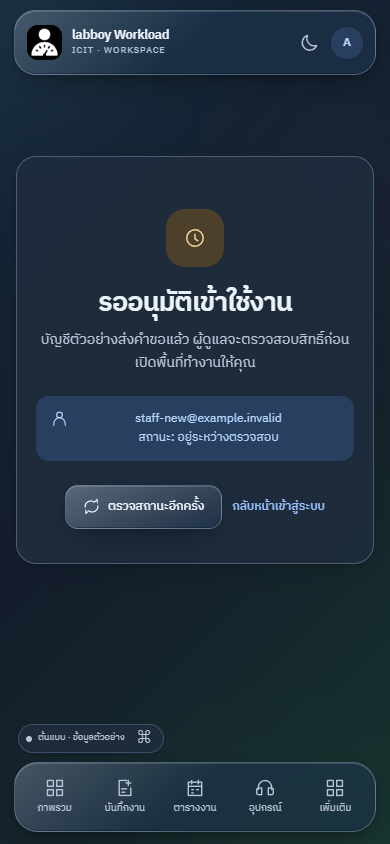 labboy Workload
ICIT · WORKSPACE
A
รออนุมัติเข้าใช้งาน
บัญชีตัวอย่างส่งคำขอแล้ว ผู้ดูแลจะตรวจสอบสิทธิ์ก่อน
เปิดพื้นที่ทำงานให้คุณ
staff-new@example.invalid
สถานะ: อยู่ระหว่างตรวจสอบ
ตรวจสถานะอีกครั้ง
กลับหน้าเข้าสู่ระบบ
ต้นแบบ · ข้อมูลตัวอย่าง ⌘
ภาพรวม
บันทึกงาน
ตารางงาน
อุปกรณ์
เพิ่มเติม